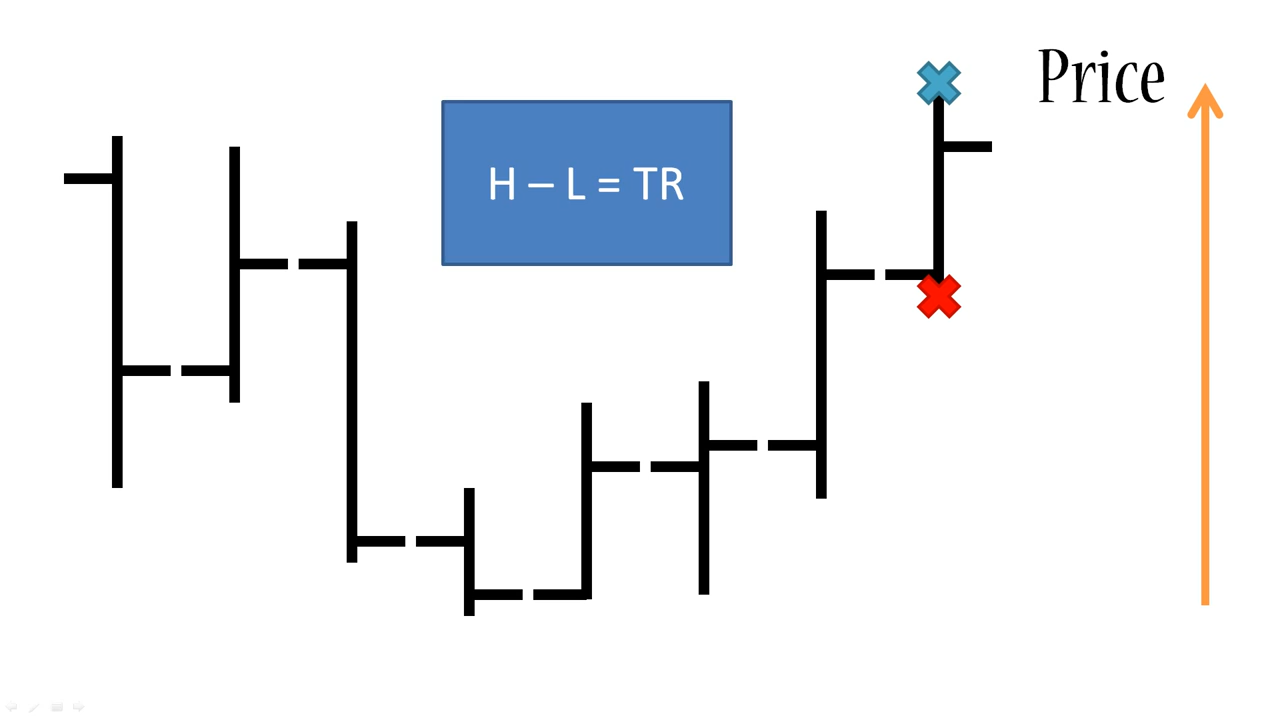 Price
H – L = TR